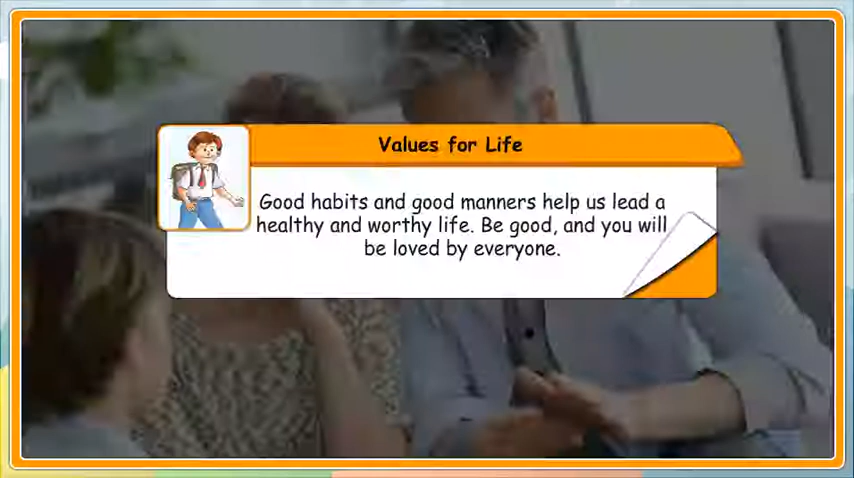 Values for Life
Good habits and good manners help us lead a
healthy and worthy life. Be good, and you will
be loved by everyone.